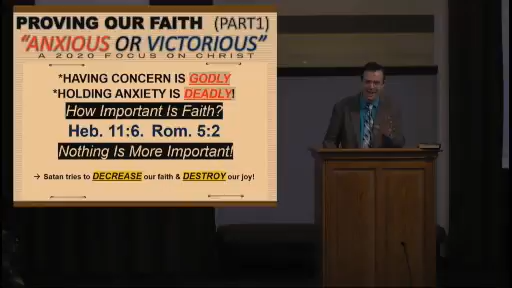 PROVING OUR FAITH (PART1)
"ANXIOUS OR VICTORIOUS"
A 2020 FOCUS ON CHRIST
*HAVING CONCERN IS GODLY
*HOLDING ANXIETY IS DEADLY!
How Important Is Faith?
Heb. 11:6. Rom. 5:2
Nothing Is More Important!
→ Satan tries to DECREASE our faith & DESTROY our joy!